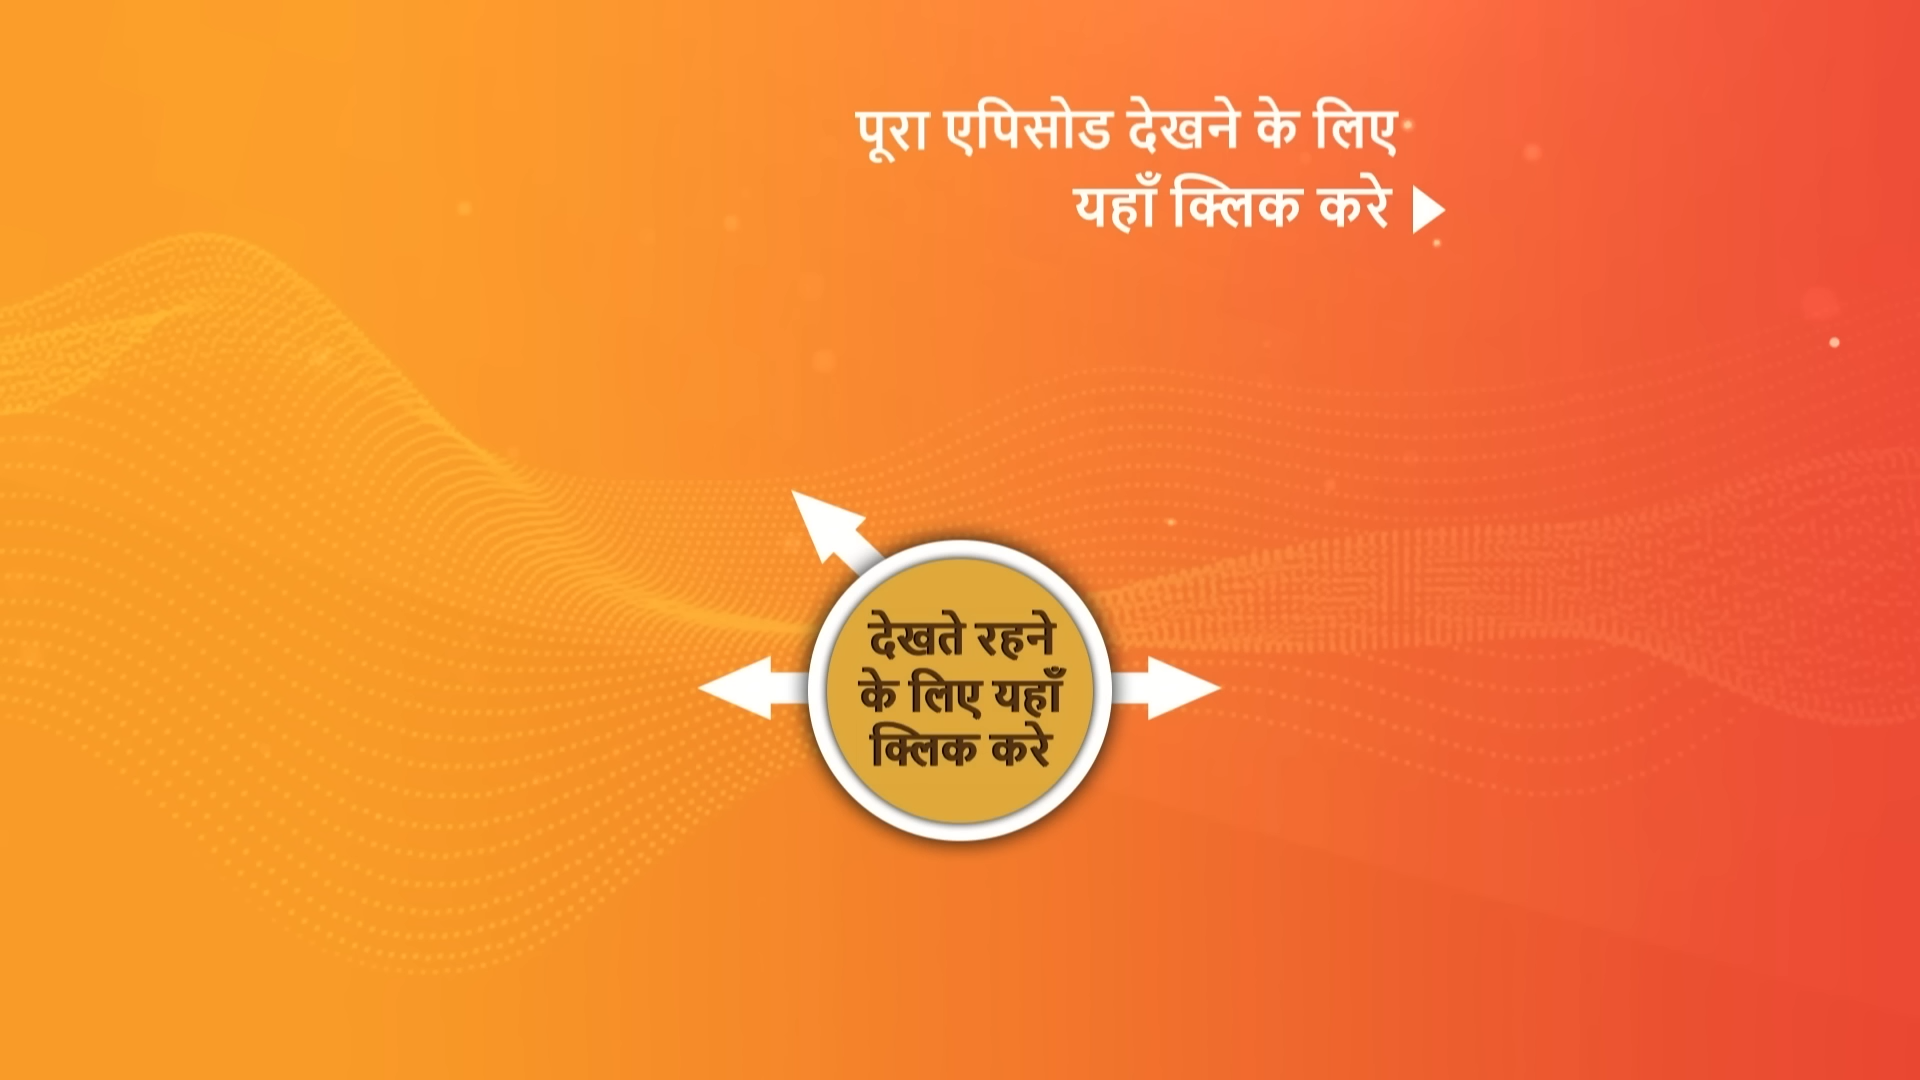 पूरा एपिसोड देखने के लिए
यहाँ क्लिक करे
देखते रहने
के लिए यहाँ
क्लिक करे